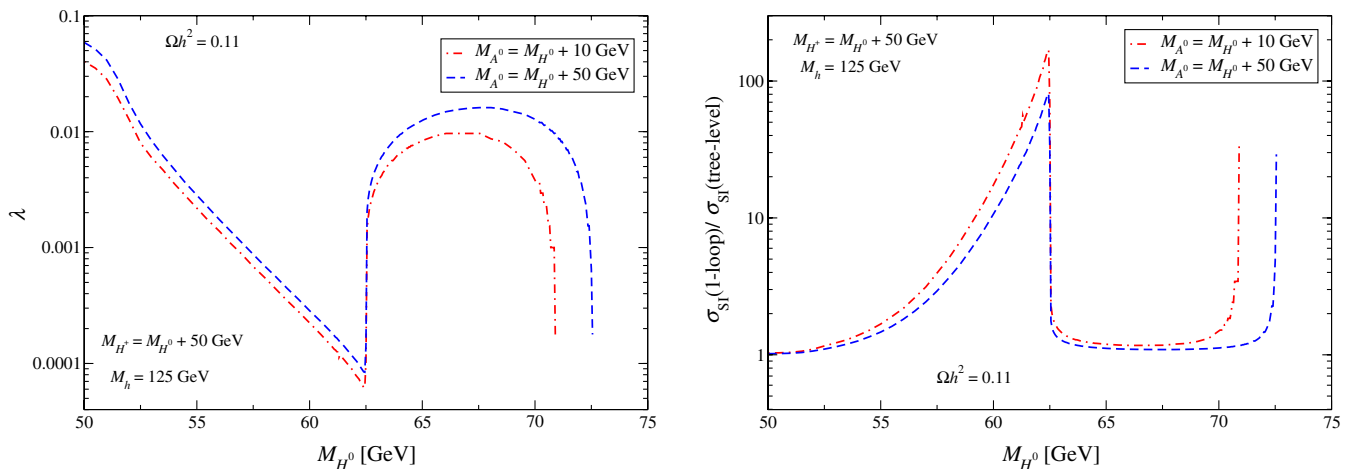 Ωh² = 0.11
M_A⁰ = M_H⁰ + 10 GeV
M_A⁰ = M_H⁰ + 50 GeV
0.1
0.01
0.001
0.0001
λ
M_H⁺ = M_H⁰ + 50 GeV
M_h = 125 GeV
50 55 60 65 70 75
M_H⁰ [GeV]
M_H⁺ = M_H⁰ + 50 GeV
M_h = 125 GeV
M_A⁰ = M_H⁰ + 10 GeV
M_A⁰ = M_H⁰ + 50 GeV
100
10
1
σ_SI(1-loop)/ σ_SI(tree-level)
Ωh² = 0.11
50 55 60 65 70 75
M_H⁰ [GeV]